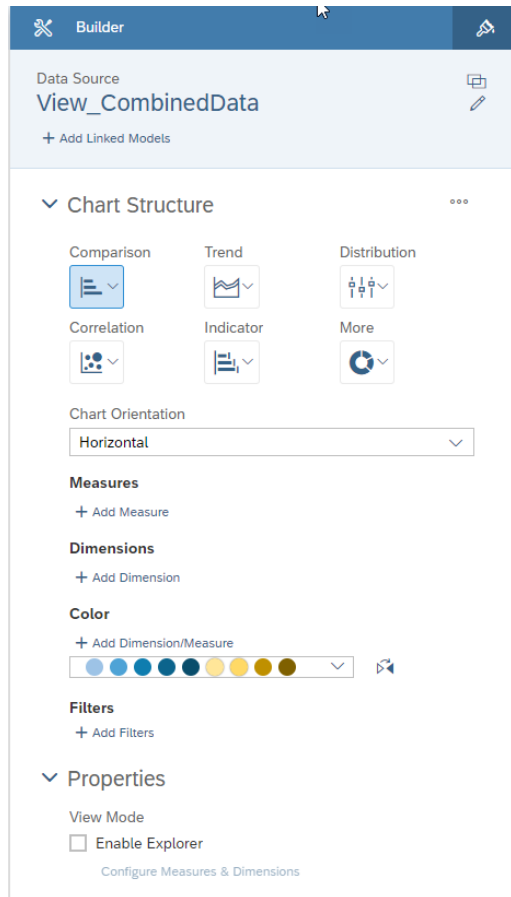 Builder
Data Source
View_CombinedData
+ Add Linked Models
Chart Structure
Comparison Trend Distribution
Correlation Indicator More
Chart Orientation
Horizontal
Measures
+ Add Measure
Dimensions
+ Add Dimension
Color
+ Add Dimension/Measure
Filters
+ Add Filters
Properties
View Mode
Enable Explorer
Configure Measures & Dimensions